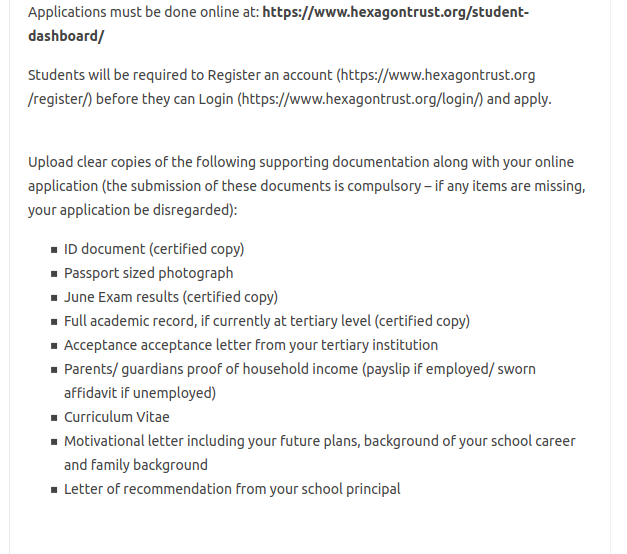 Applications must be done online at: https://www.hexagontrust.org/student-
dashboard/
Students will be required to Register an account (https://www.hexagontrust.org
/register/) before they can Login (https://www.hexagontrust.org/login/) and apply.
Upload clear copies of the following supporting documentation along with your online
application (the submission of these documents is compulsory – if any items are missing,
your application be disregarded):
▪ ID document (certified copy)
▪ Passport sized photograph
▪ June Exam results (certified copy)
▪ Full academic record, if currently at tertiary level (certified copy)
▪ Acceptance acceptance letter from your tertiary institution
▪ Parents/ guardians proof of household income (payslip if employed/ sworn
affidavit if unemployed)
▪ Curriculum Vitae
▪ Motivational letter including your future plans, background of your school career
and family background
▪ Letter of recommendation from your school principal